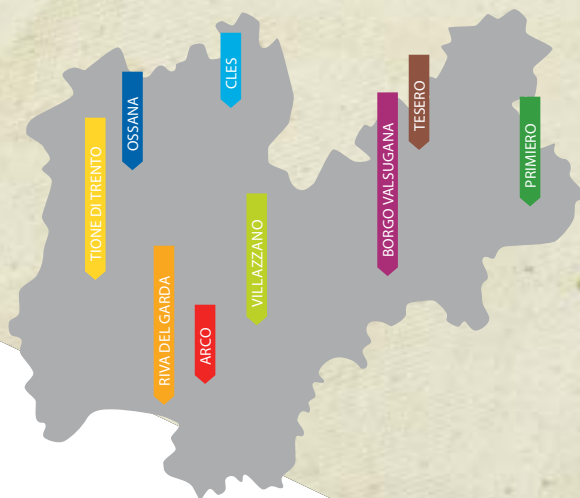 TIONE DI TRENTO
OSSANA
CLES
RIVA DEL GARDA
ARCO
VILLAZZANO
BORGO VALSUGANA
TESERO
PRIMIERO